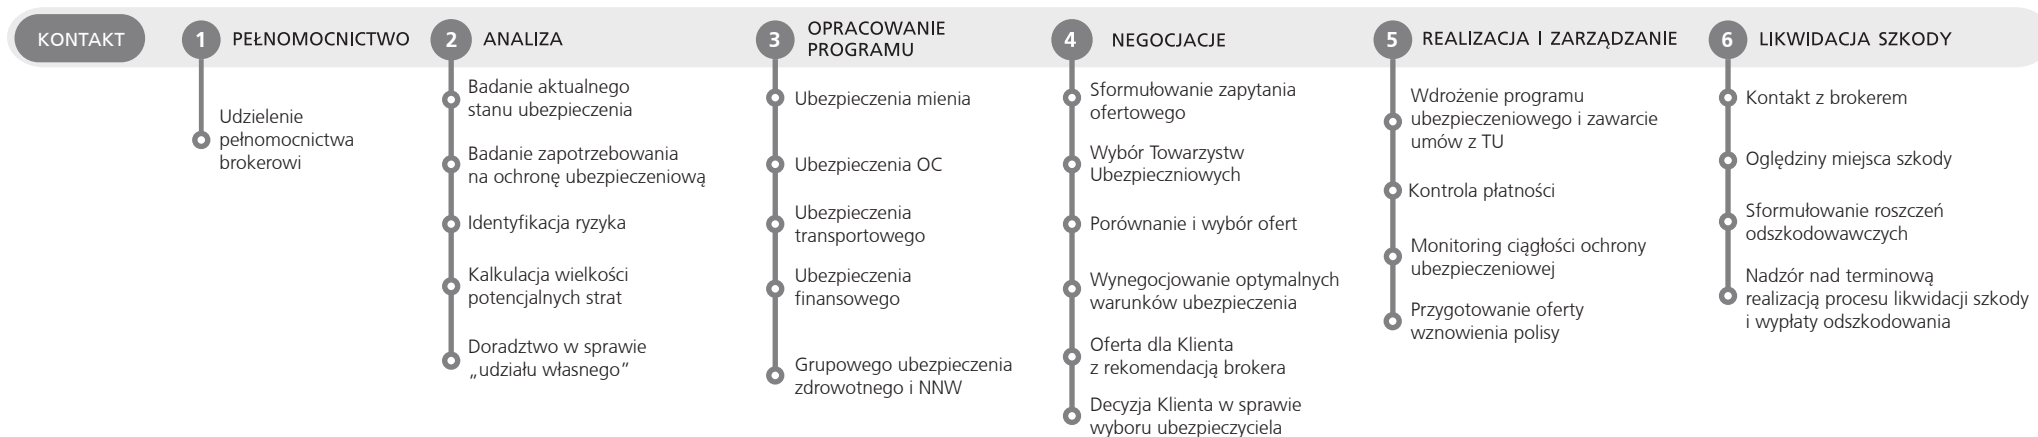 KONTAKT
1 PEŁNOMOCNICTWO
Udzielenie
pełnomocnictwa
brokerowi
2 ANALIZA
Badanie aktualnego
stanu ubezpieczenia
Badanie zapotrzebowania
na ochronę ubezpieczeniową
Identyfikacja ryzyka
Kalkulacja wielkości
potencjalnych strat
Doradztwo w sprawie
„udziału własnego”
3 OPRACOWANIE
PROGRAMU
Ubezpieczenia mienia
Ubezpieczenia OC
Ubezpieczenia
transportowego
Ubezpieczenia
finansowego
Grupowego ubezpieczenia
zdrowotnego i NNW
4 NEGOCJACJE
Sformułowanie zapytania
ofertowego
Wybór Towarzystw
Ubezpieczniowych
Porównanie i wybór ofert
Wynegocjowanie optymalnych
warunków ubezpieczenia
Oferta dla Klienta
z rekomendacją brokera
Decyzja Klienta w sprawie
wyboru ubezpieczyciela
5 REALIZACJA I ZARZĄDZANIE
Wdrożenie programu
ubezpieczeniowego i zawarcie
umów z TU
Kontrola płatności
Monitoring ciągłości ochrony
ubezpieczeniowej
Przygotowanie oferty
wznowienia polisy
6 LIKWIDACJA SZKODY
Kontakt z brokerem
Oględziny miejsca szkody
Sformułowanie roszczeń
odszkodowawczych
Nadzór nad terminową
realizacją procesu likwidacji szkody
i wypłaty odszkodowania